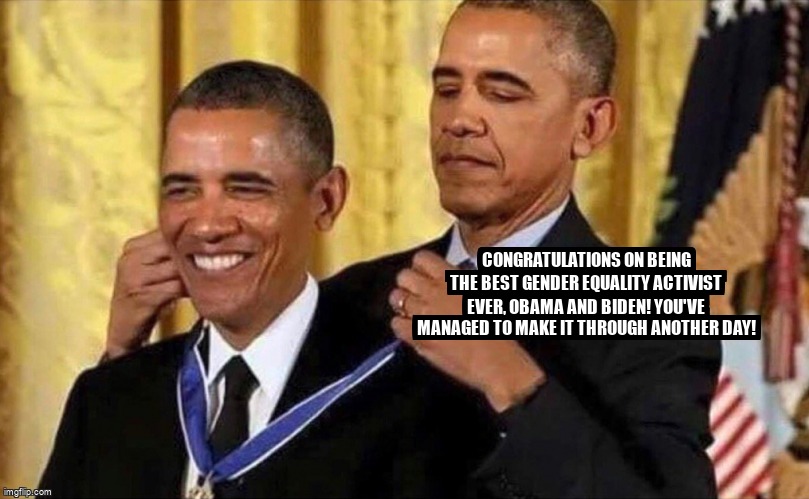 CONGRATULATIONS ON BEING
THE BEST GENDER EQUALITY ACTIVIST
EVER, OBAMA AND BIDEN! YOU'VE
MANAGED TO MAKE IT THROUGH ANOTHER DAY!
imgflip.com